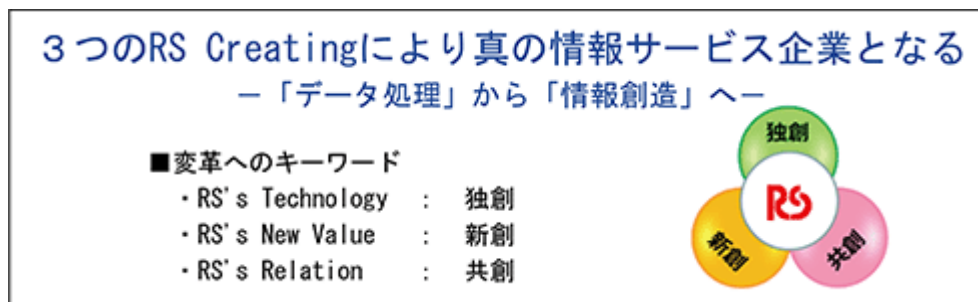 ３つのRS Creatingにより真の情報サービス企業となる
－「データ処理」から「情報創造」へ－
■変革へのキーワード
・RS's Technology ： 独創
・RS's New Value ： 新創
・RS's Relation ： 共創
独創
RS
新創
共創